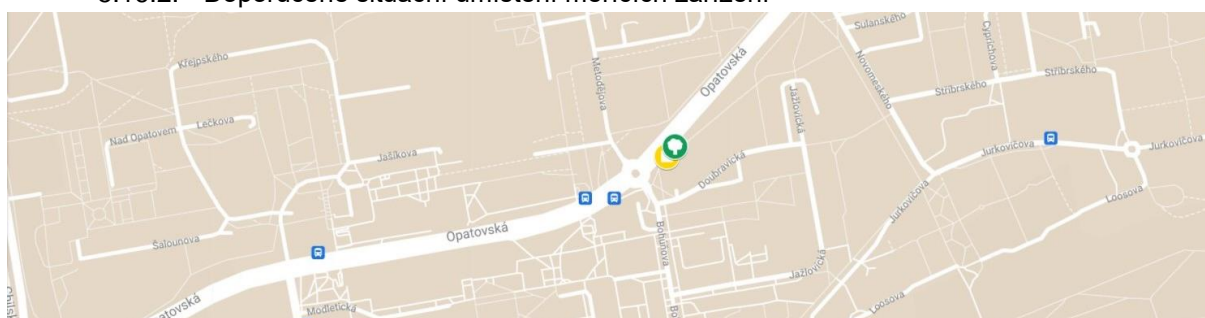 Sulanského
Cyprichova
Křejpského
Metodějova
Opatovská
Novomeského
Stříbrského
Stříbrského
Jažlovická
Nad Opatovem
Lečkova
Jašíkova
Doubravická
Jurkovičova
Jurkovičova
Loosova
Jurkovičova
Šalounova
Opatovská
Bohúňova
Jažlovická
Loosova
Modletická